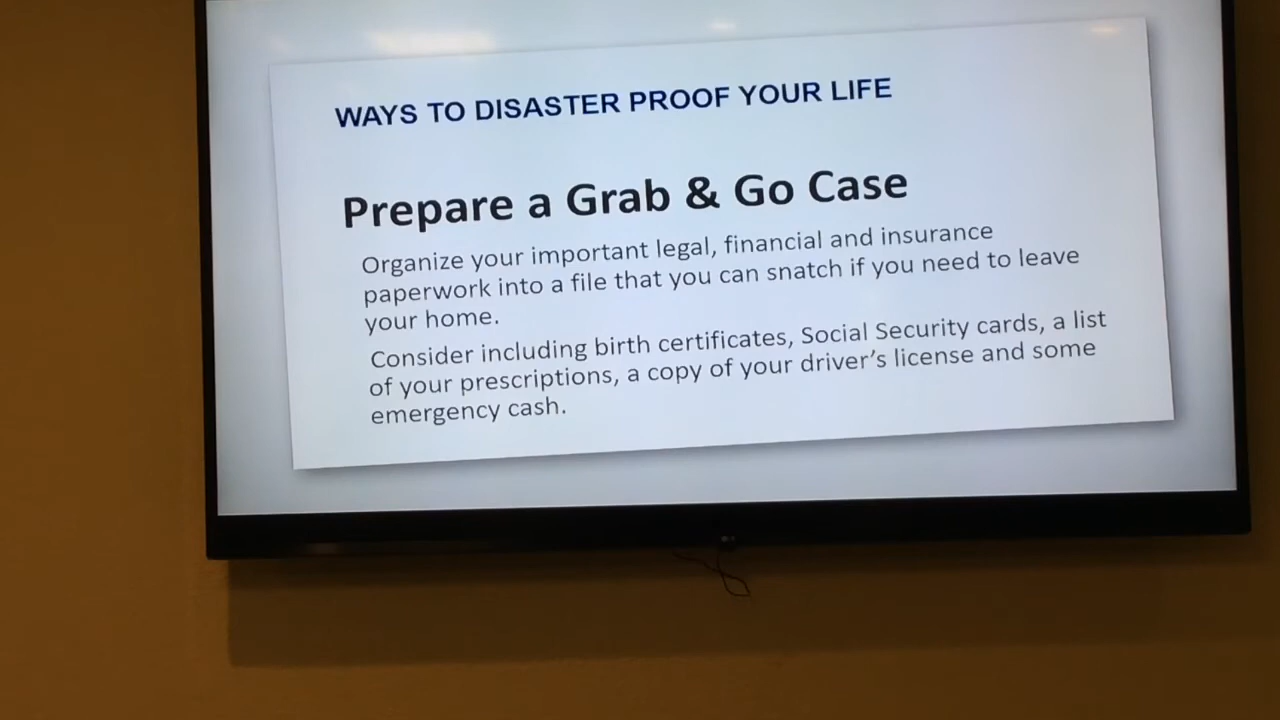 WAYS TO DISASTER PROOF YOUR LIFE
Prepare a Grab & Go Case
Organize your important legal, financial and insurance
paperwork into a file that you can snatch if you need to leave
your home.
Consider including birth certificates, Social Security cards, a list
of your prescriptions, a copy of your driver’s license and some
emergency cash.